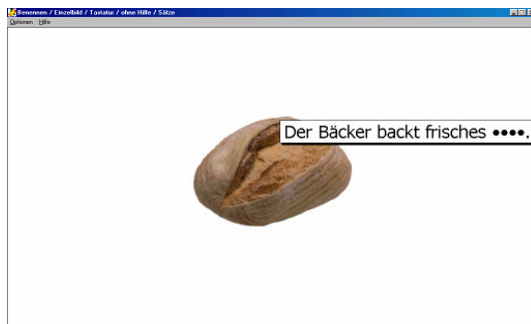 Benennen / Einzelbild / Tastatur / ohne Hilfe / Sätze
Optionen Hilfe
Der Bäcker backt frisches ●●●●.